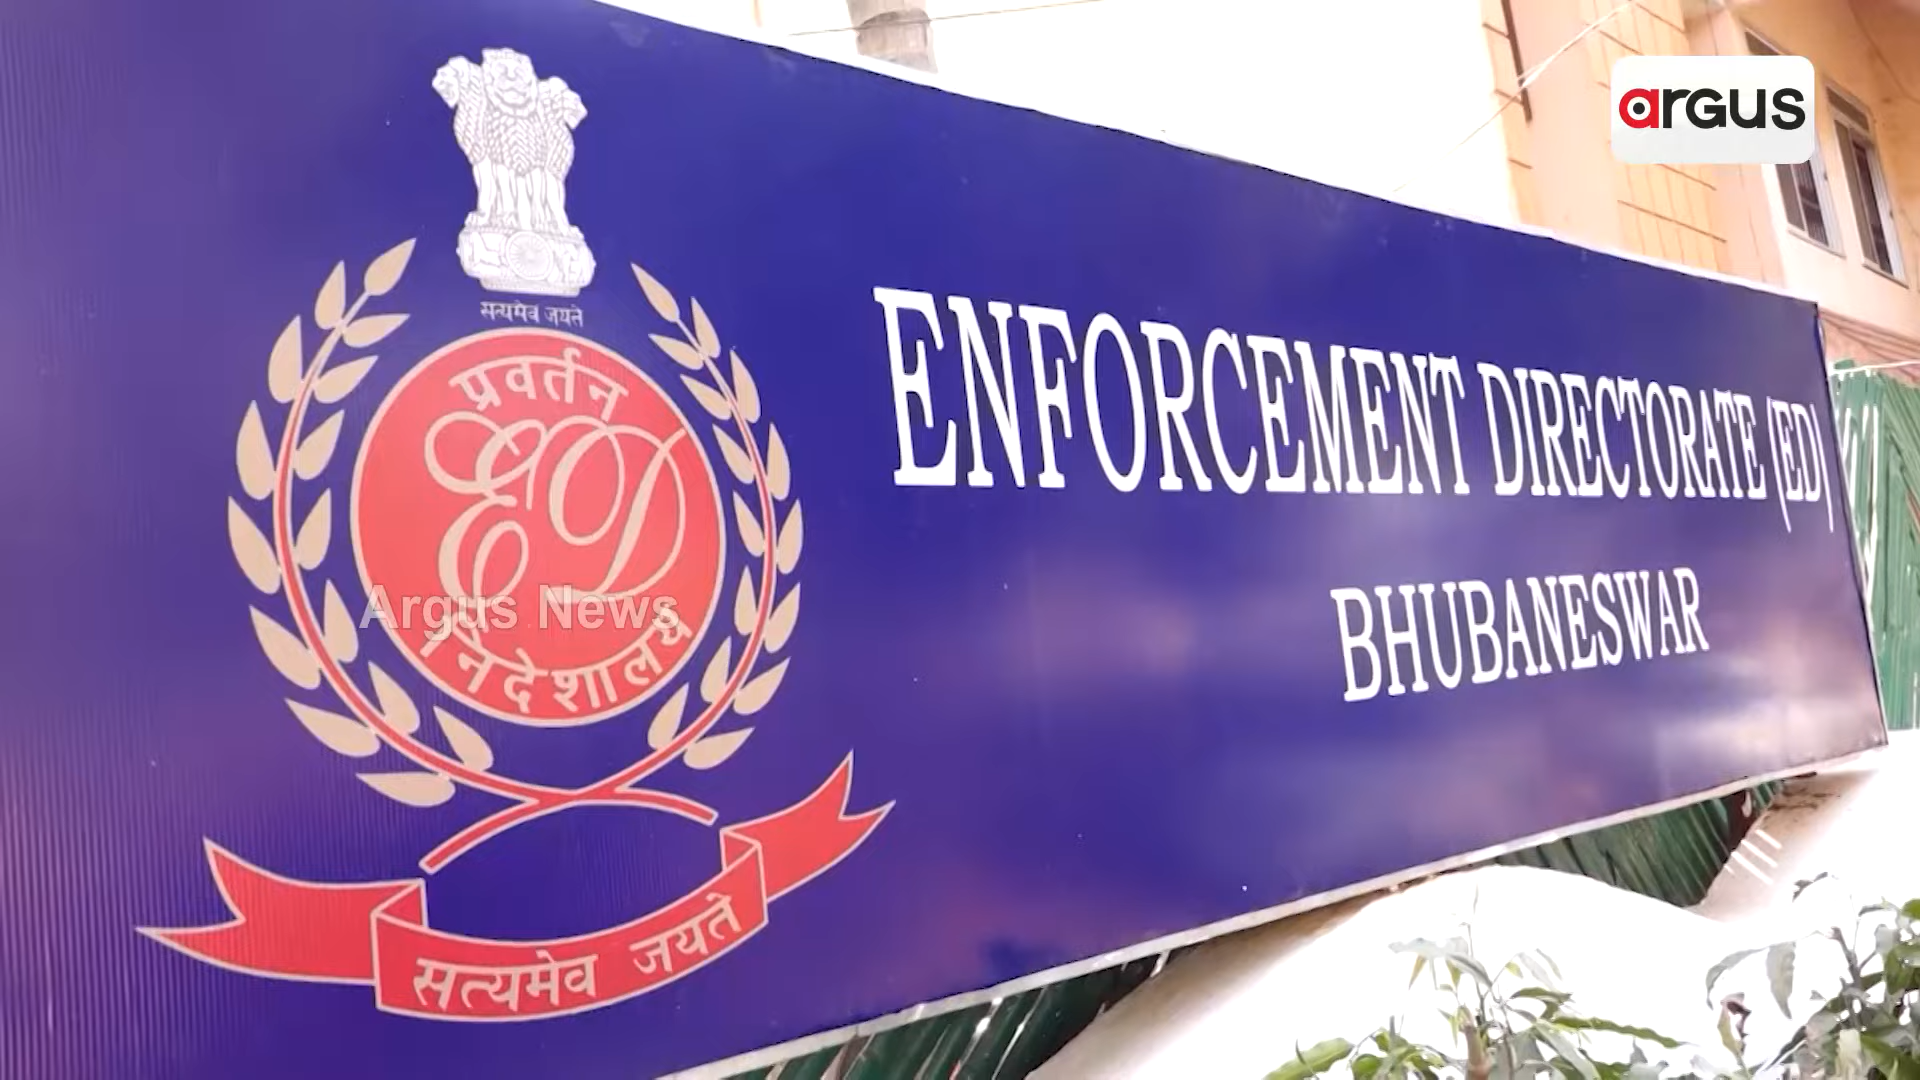 argus
सत्यमेव जयते
प्रवर्तन
ED
निदेशालय
सत्यमेव जयते
ENFORCEMENT DIRECTORATE (ED)
BHUBANESWAR
Argus News